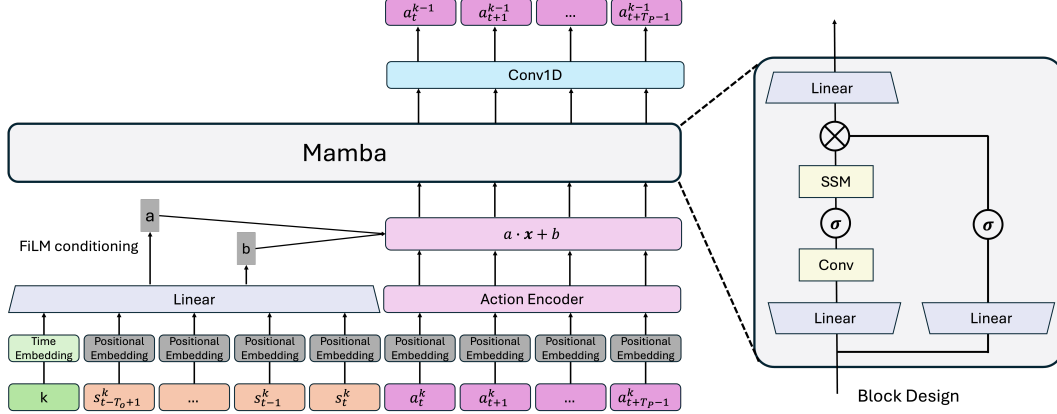 a_t^{k-1} a_{t+1}^{k-1} ... a_{t+T_P-1}^{k-1}
Conv1D
Mamba
a
b
FiLM conditioning
a · x + b
Linear
Action Encoder
Time Embedding
Positional Embedding
Positional Embedding
Positional Embedding
Positional Embedding
Positional Embedding
Positional Embedding
Positional Embedding
Positional Embedding
k s_{t-T_o+1}^k ... s_{t-1}^k s_t^k a_t^k a_{t+1}^k ... a_{t+T_P-1}^k
Linear
SSM
σ
σ
Conv
Linear
Linear
Block Design